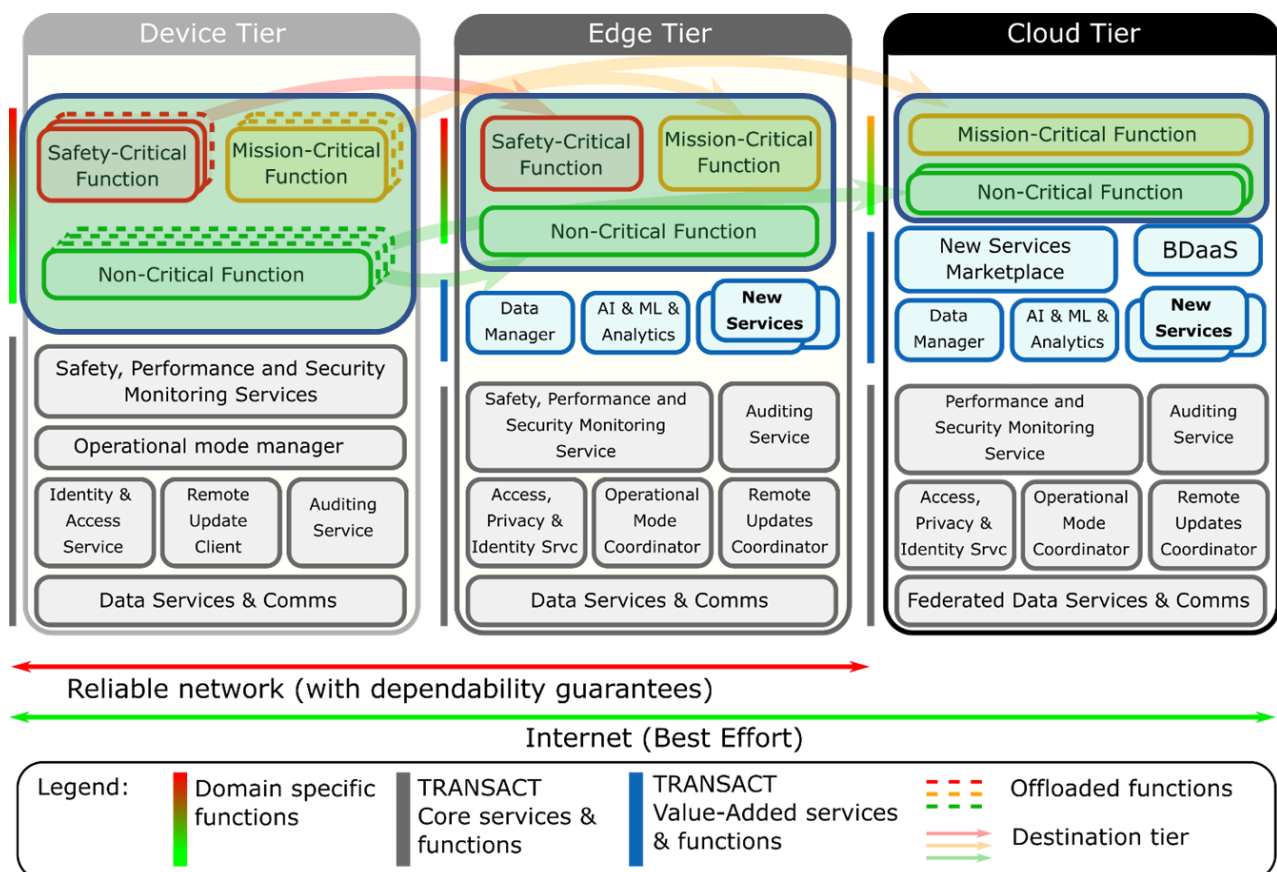 Device Tier
Edge Tier
Cloud Tier
Safety-Critical
Function
Mission-Critical
Function
Non-Critical Function
Safety, Performance and Security
Monitoring Services
Operational mode manager
Identity &
Access
Service
Remote
Update
Client
Auditing
Service
Data Services & Comms
Safety-Critical
Function
Mission-Critical
Function
Non-Critical Function
Data
Manager
AI & ML &
Analytics
New
Services
Safety, Performance and
Security Monitoring
Service
Auditing
Service
Access,
Privacy &
Identity Srvc
Operational
Mode
Coordinator
Remote
Updates
Coordinator
Data Services & Comms
Mission-Critical Function
Non-Critical Function
New Services
Marketplace
BDaaS
Data
Manager
AI & ML &
Analytics
New
Services
Performance and
Security Monitoring
Service
Auditing
Service
Access,
Privacy &
Identity Srvc
Operational
Mode
Coordinator
Remote
Updates
Coordinator
Federated Data Services & Comms
Reliable network (with dependability guarantees)
Internet (Best Effort)
Legend:
Domain specific
functions
TRANSACT
Core services &
functions
TRANSACT
Value-Added services
& functions
Offloaded functions
Destination tier